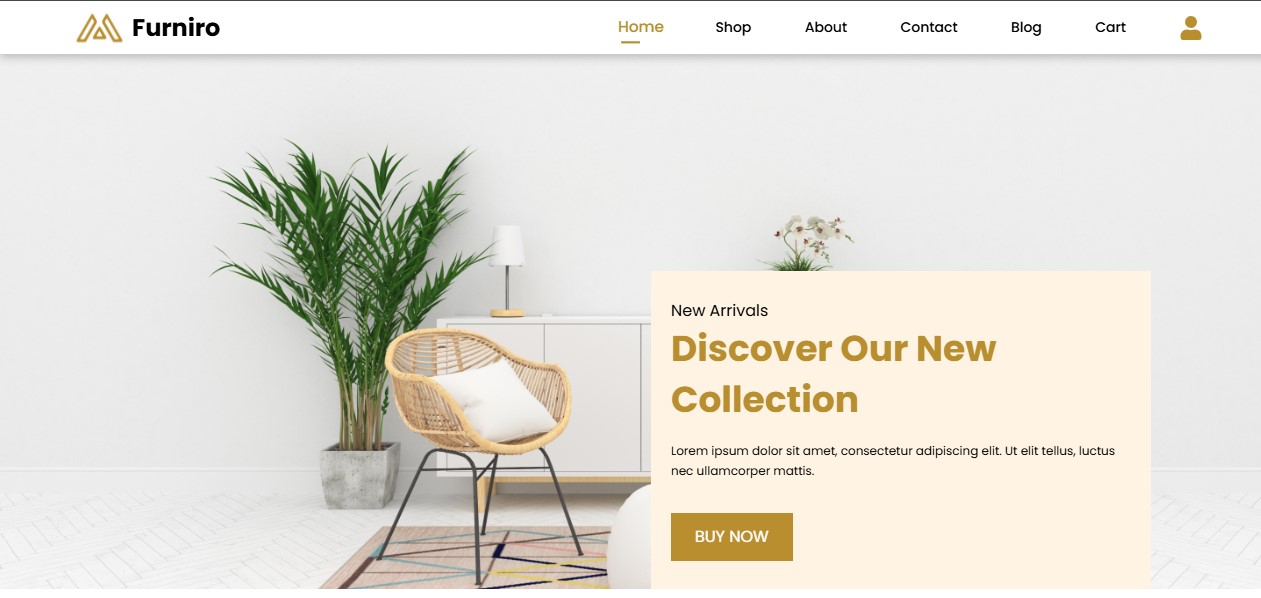 Furniro
Home Shop About Contact Blog Cart
New Arrivals
Discover Our New
Collection
Lorem ipsum dolor sit amet, consectetur adipiscing elit. Ut elit tellus, luctus
nec ullamcorper mattis.
BUY NOW